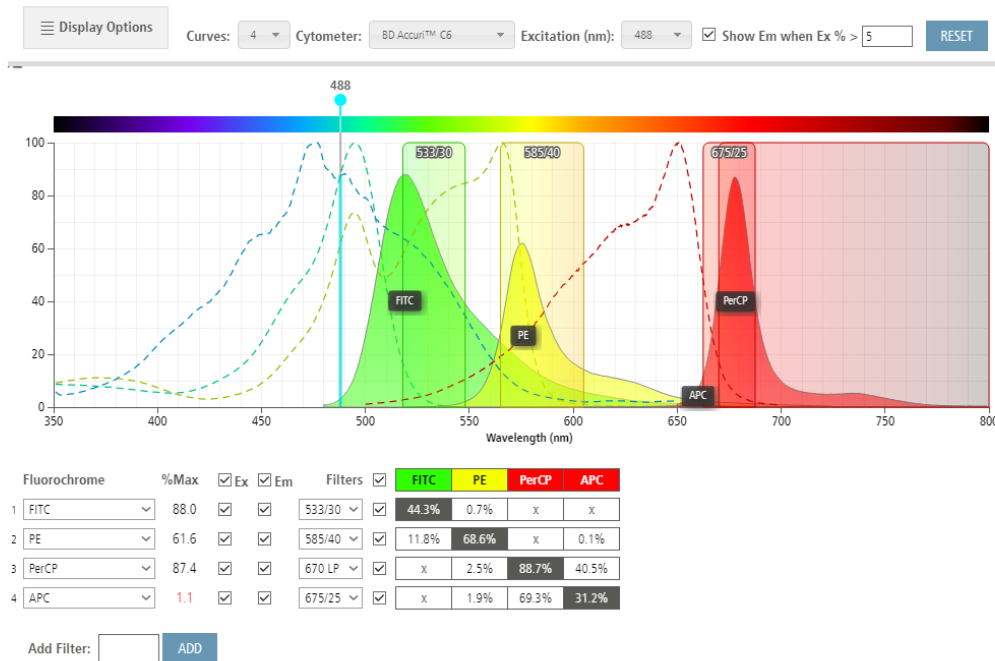 Display Options
Curves: 4 Cytometer: BD Accuri™ C6 Excitation (nm): 488 Show Em when Ex % > 5 RESET
488
100 533/30 585/40 675/25
80
60
40 FITC PerCP
PE
20
APC
0
350 400 450 500 550 600 650 700 750 800
Wavelength (nm)
Fluorochrome %Max Ex Em Filters FITC PE PerCP APC
1 FITC 88.0 533/30 44.3% 0.7% x x
2 PE 61.6 585/40 11.8% 68.6% x 0.1%
3 PerCP 87.4 670 LP x 2.5% 88.7% 40.5%
4 APC 1.1 675/25 x 1.9% 69.3% 31.2%
Add Filter: ADD